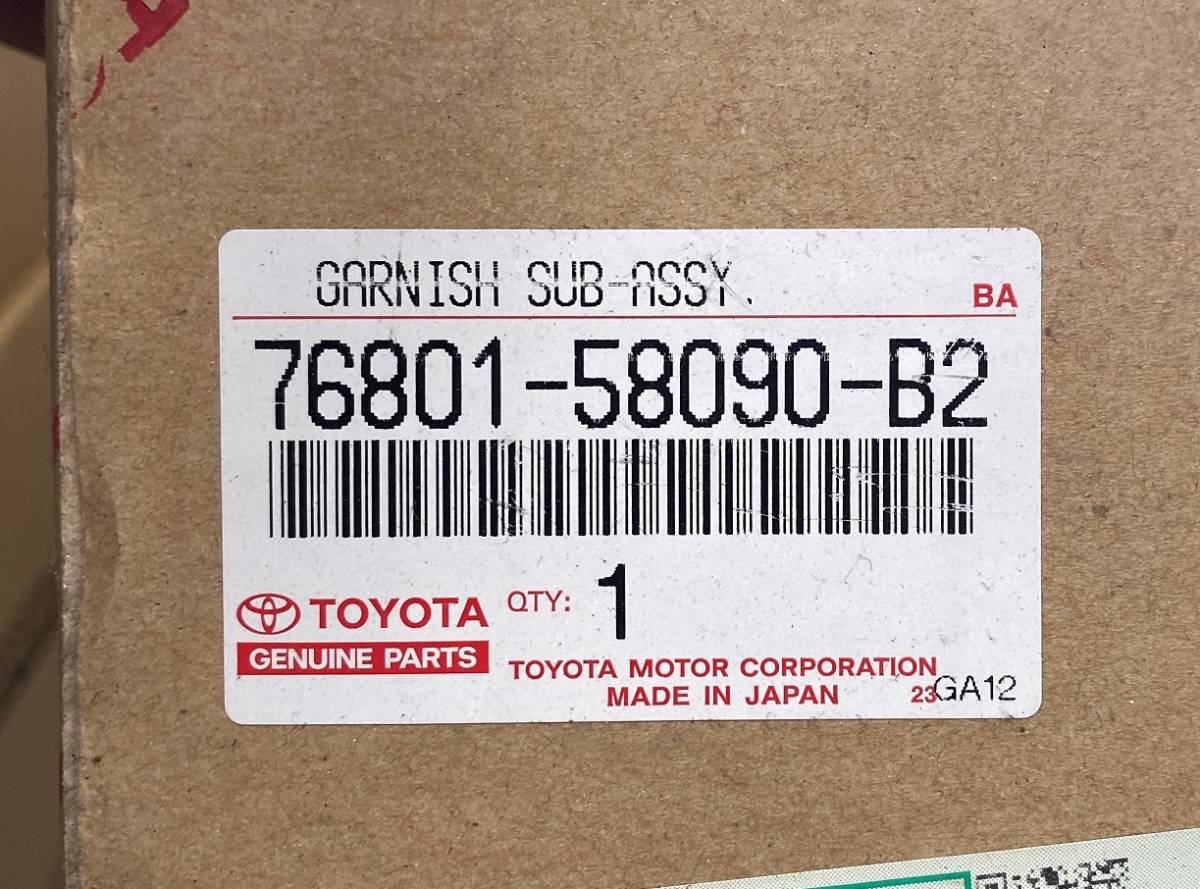 GARNISH SUB-ASSY.
BA
76801-58090-B2
TOYOTA
QTY: 1
GENUINE PARTS
TOYOTA MOTOR CORPORATION
MADE IN JAPAN 23GA12